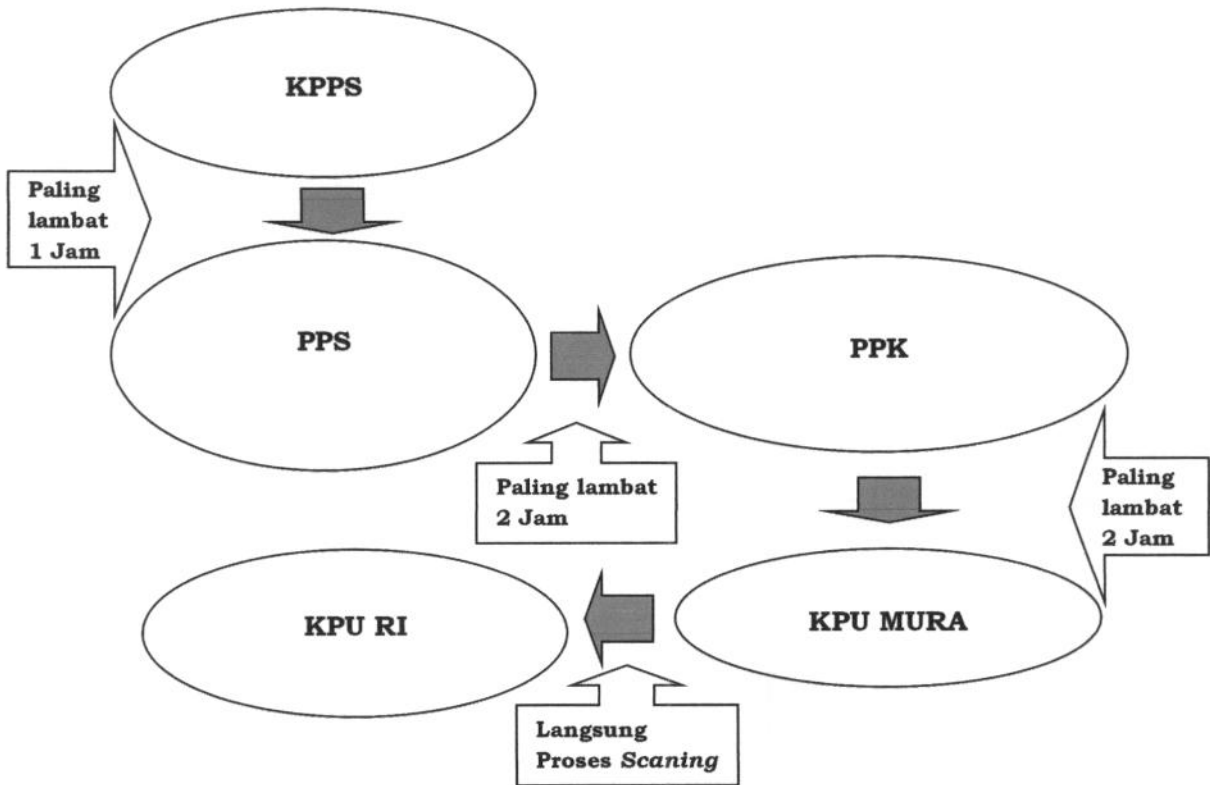 KPPS
Paling
lambat
1 Jam
PPS
PPK
Paling lambat
2 Jam
Paling
lambat
2 Jam
KPU RI
KPU MURA
Langsung
Proses Scaning